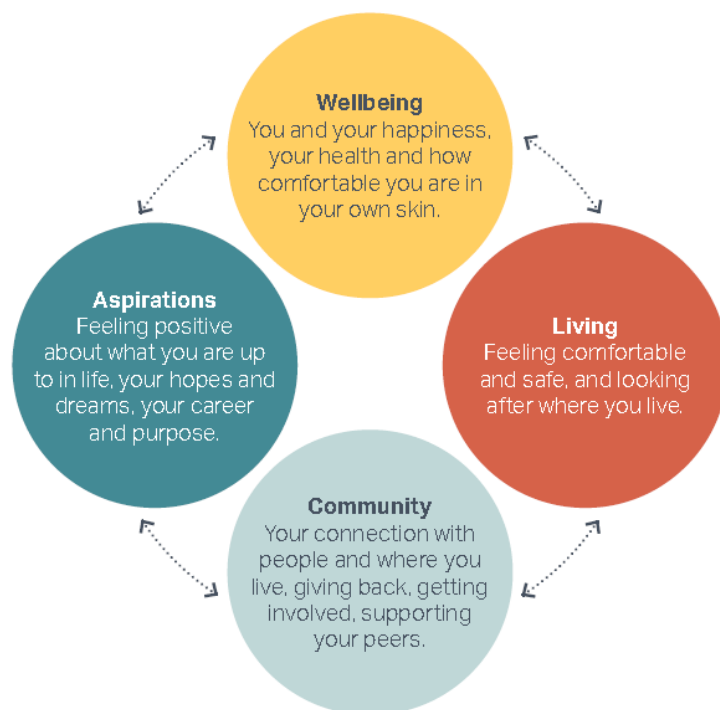 Wellbeing
You and your happiness,
your health and how
comfortable you are in
your own skin.
Aspirations
Feeling positive
about what you are up
to in life, your hopes and
dreams, your career
and purpose.
Living
Feeling comfortable
and safe, and looking
after where you live.
Community
Your connection with
people and where you
live, giving back, getting
involved, supporting
your peers.